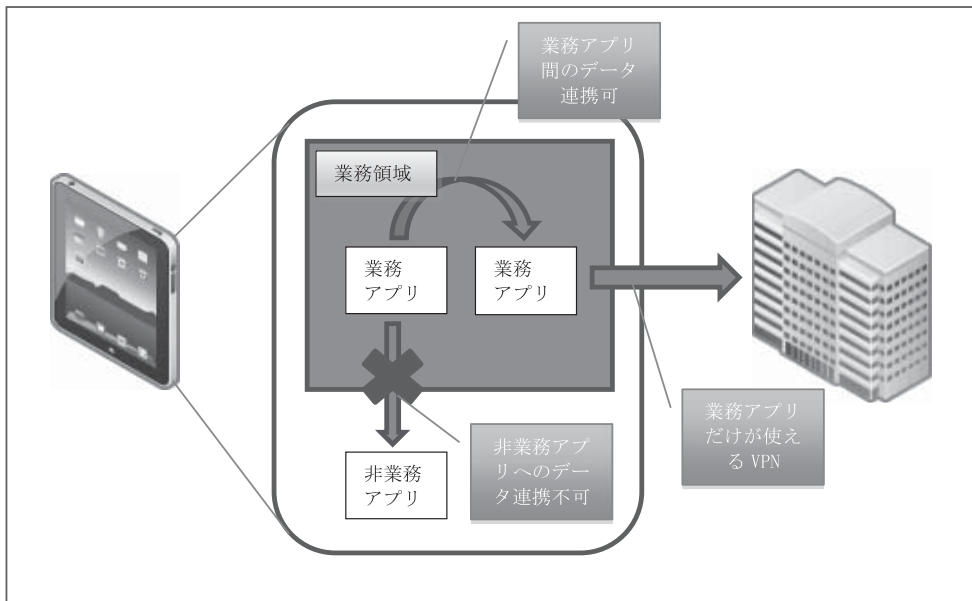 業務アプリ
間のデータ
連携可
業務領域
業務
アプリ
業務
アプリ
業務アプリ
だけが使え
る VPN
非業務アプ
リへのデー
タ連携不可
非業務
アプリ